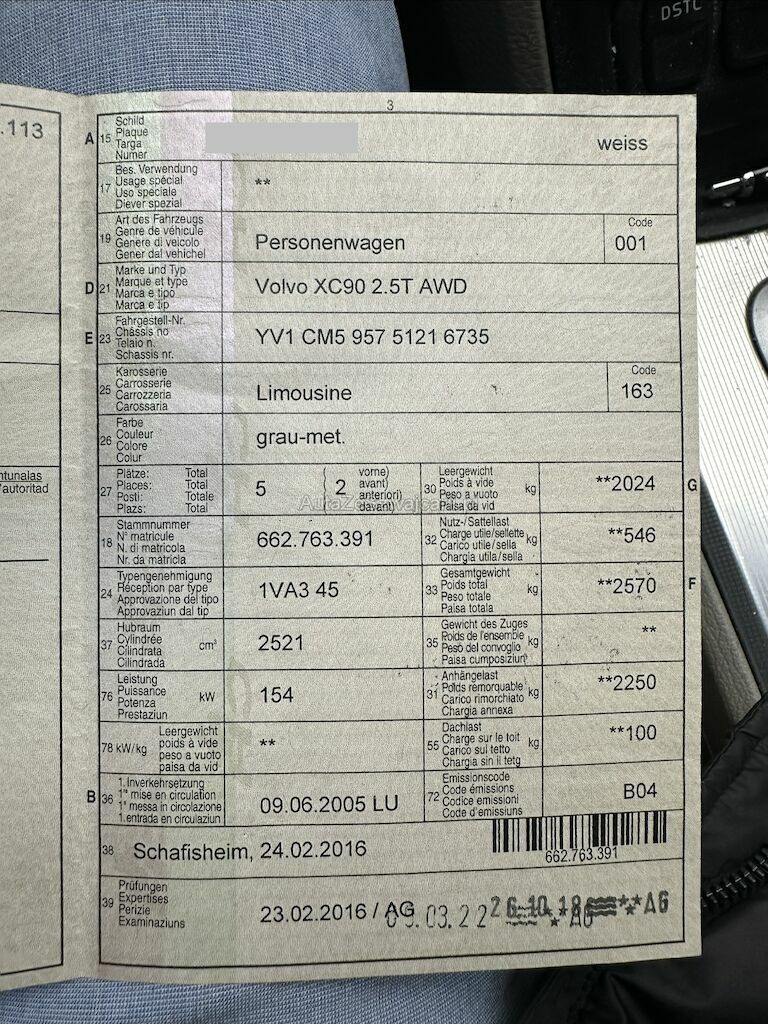 DSTC
3
.113
A 15 Schild
Plaque
Targa
Numer
weiss
17 Bes. Verwendung
Usage spécial
Uso speciale
Diever spezial
**
19 Art des Fahrzeugs
Genre de véhicule
Genere di veicolo
Gener dal vehichel
Personenwagen
Code
001
D 21 Marke und Typ
Marque et type
Marca e tipo
Marca e tip
Volvo XC90 2.5T AWD
E 23 Fahrgestell-Nr.
Châssis no
Telaio n.
Schassis nr.
YV1 CM5 957 5121 6735
25 Karosserie
Carrosserie
Carrozzeria
Carossaria
Limousine
Code
163
26 Farbe
Couleur
Colore
Colur
grau-met.
27 Plätze: Total
Places: Total
Posti: Totale
Plazs: Total
5
2
vorne)
avant)
anteriori)
davant)
30 Leergewicht
Poids à vide
Peso a vuoto
Paisa da vid
kg
**2024
G
ntunalas
'autoritad
18 Stammnummer
N° matricule
N. di matricola
Nr. da matricla
662.763.391
32 Nutz-/Sattellast
Charge utile/sellette
Carico utile/sella
Chargia utila/sella
kg
**546
24 Typengenehmigung
Réception par type
Approvazione del tipo
Approvaziun dal tip
1VA3 45
33 Gesamtgewicht
Poids total
Peso totale
Paisa totala
kg
**2570
F
37 Hubraum
Cylindrée
Cilindrata
Cilindrada
cm³
2521
35 Gewicht des Zuges
Poids de l'ensemble
Peso del convoglio
Paisa cumposiziun
kg
**
76 Leistung
Puissance
Potenza
Prestaziun
kW
154
31 Anhängelast
Poids remorquable
Carico rimorchiato
Chargia annexa
kg
**2250
78 kW/kg Leergewicht
poids à vide
peso a vuoto
paisa da vid
**
55 Dachlast
Charge sur le toit
Carico sul tetto
Chargia sin il tetg
kg
**100
B 36 1.Inverkehrsetzung
1re mise en circulation
1a messa in circolazione
1.entrada en circulaziun
09.06.2005 LU
72 Emissionscode
Code émissions
Codice emissioni
Code d'emissiuns
B04
38 Schafisheim, 24.02.2016
662.763.391
39 Prüfungen
Expertises
Perizie
Examinaziuns
23.02.2016 / AG
.03.22
26.10.18
**AG